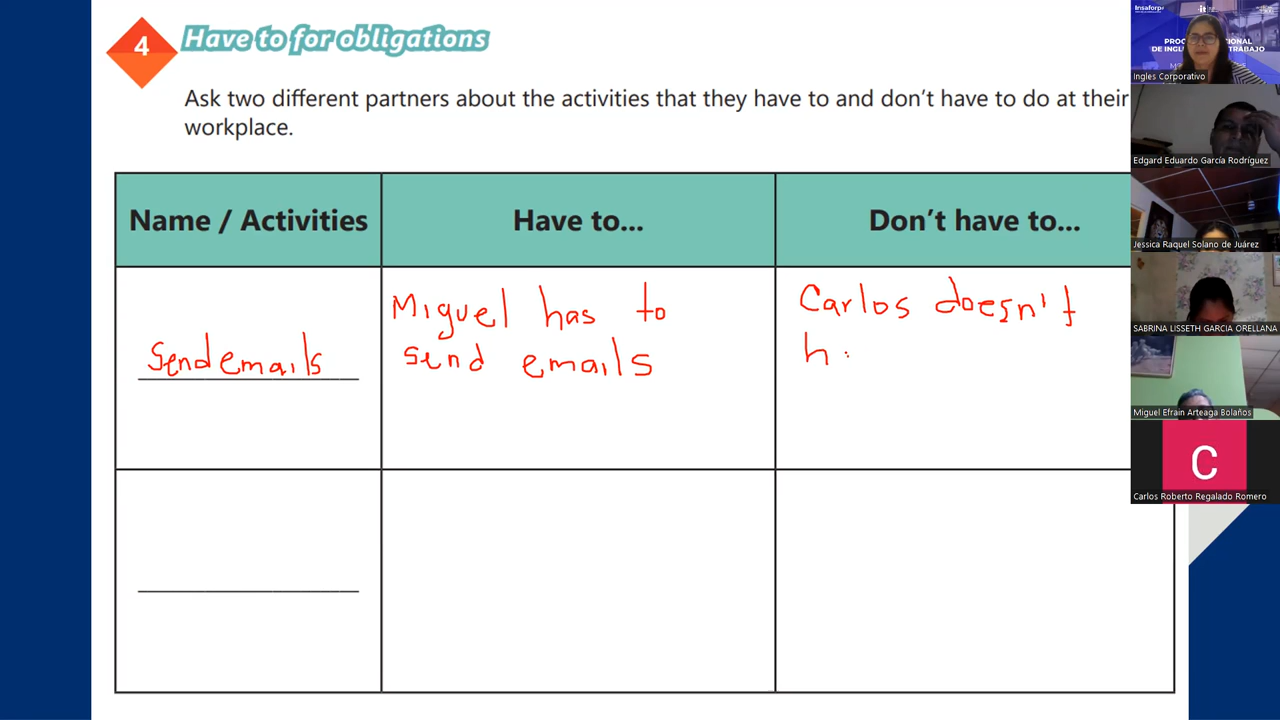 4
Have to for obligations
Ask two different partners about the activities that they have to and don't have to do at their
workplace.
Name / Activities
Have to...
Don't have to...
Send emails
Miguel has to
send emails
Carlos doesn't
h
Insaforp
Ingles Corporativo
Edgard Eduardo García Rodríguez
Jessica Raquel Solano de Juárez
SABRINA LISSETH GARCIA ORELLANA
Miguel Efrain Arteaga Bolaños
C
Carlos Roberto Regalado Romero